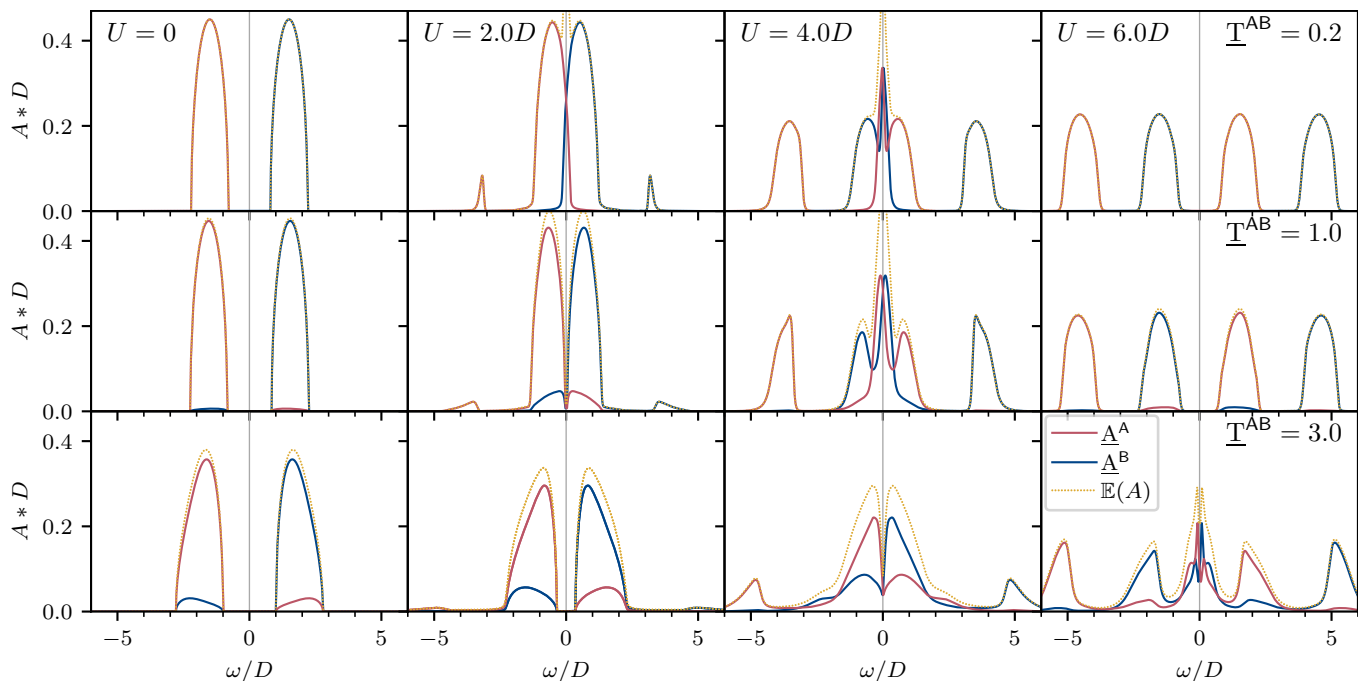 U = 0 U = 2.0D U = 4.0D U = 6.0D T^AB = 0.2
0.4
A * D
0.2
0.0
T^AB = 1.0
0.4
A * D
0.2
0.0
T^AB = 3.0
0.4
A^A
A^B
𝔼(A)
A * D
0.2
0.0
−5 0 5 −5 0 5 −5 0 5 −5 0 5
ω/D ω/D ω/D ω/D